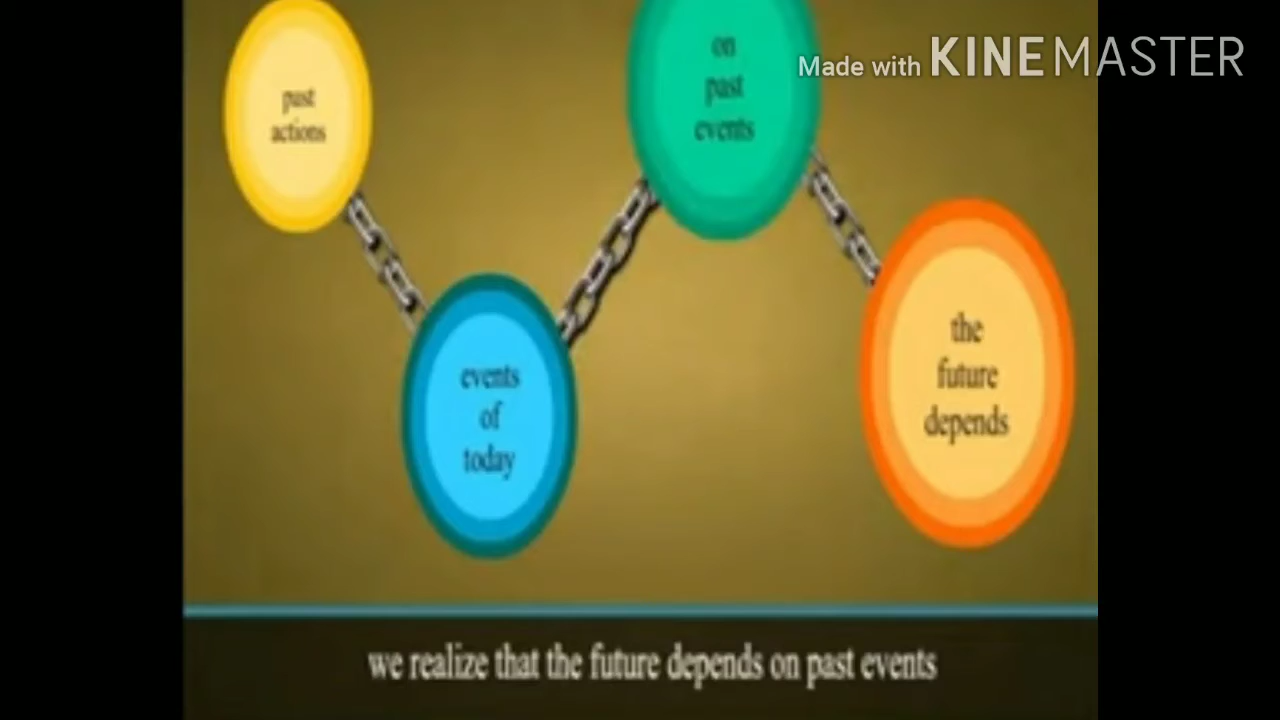 Made with KINEMASTER
past
actions
events
of
today
on
past
events
the
future
depends
we realize that the future depends on past events